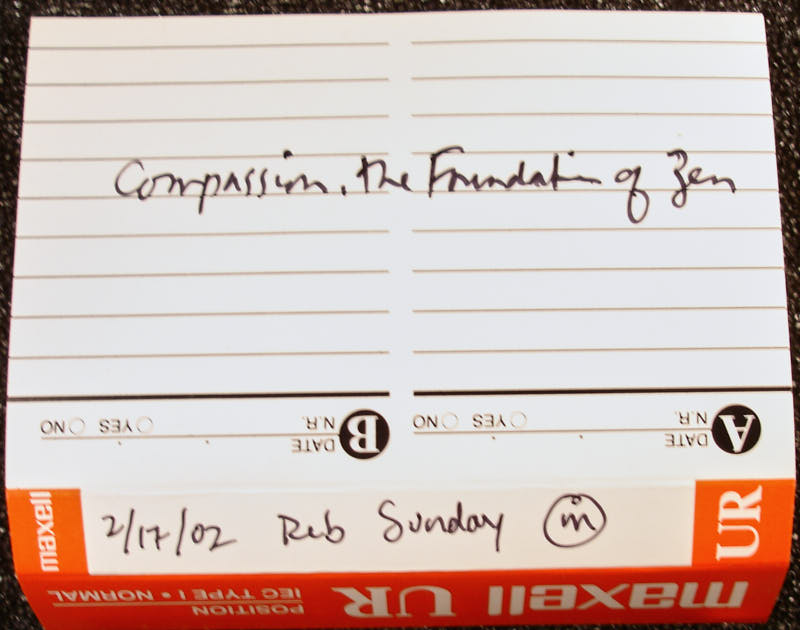 Compassion, the Foundation of Zen
B DATE N.R. YES NO
A DATE N.R. YES NO
maxell 2/17/02 Reb Sunday m UR
maxell UR POSITION • NORMAL IEC TYPE I